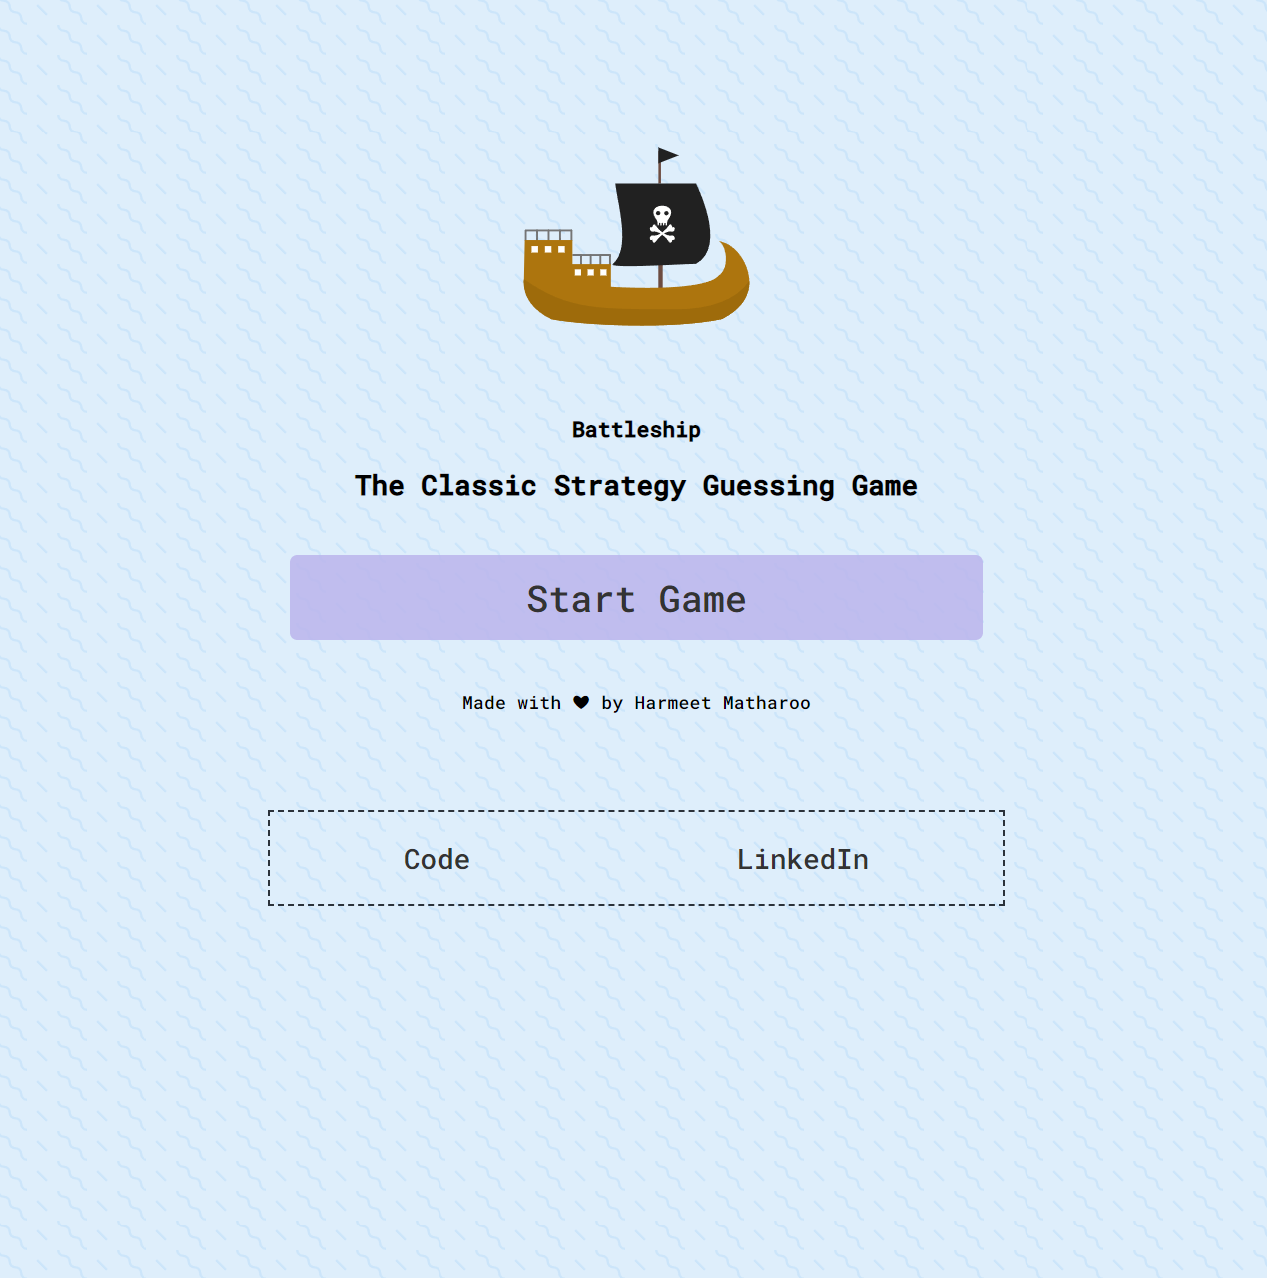 Battleship
The Classic Strategy Guessing Game
Start Game
Made with ♥ by Harmeet Matharoo
Code LinkedIn